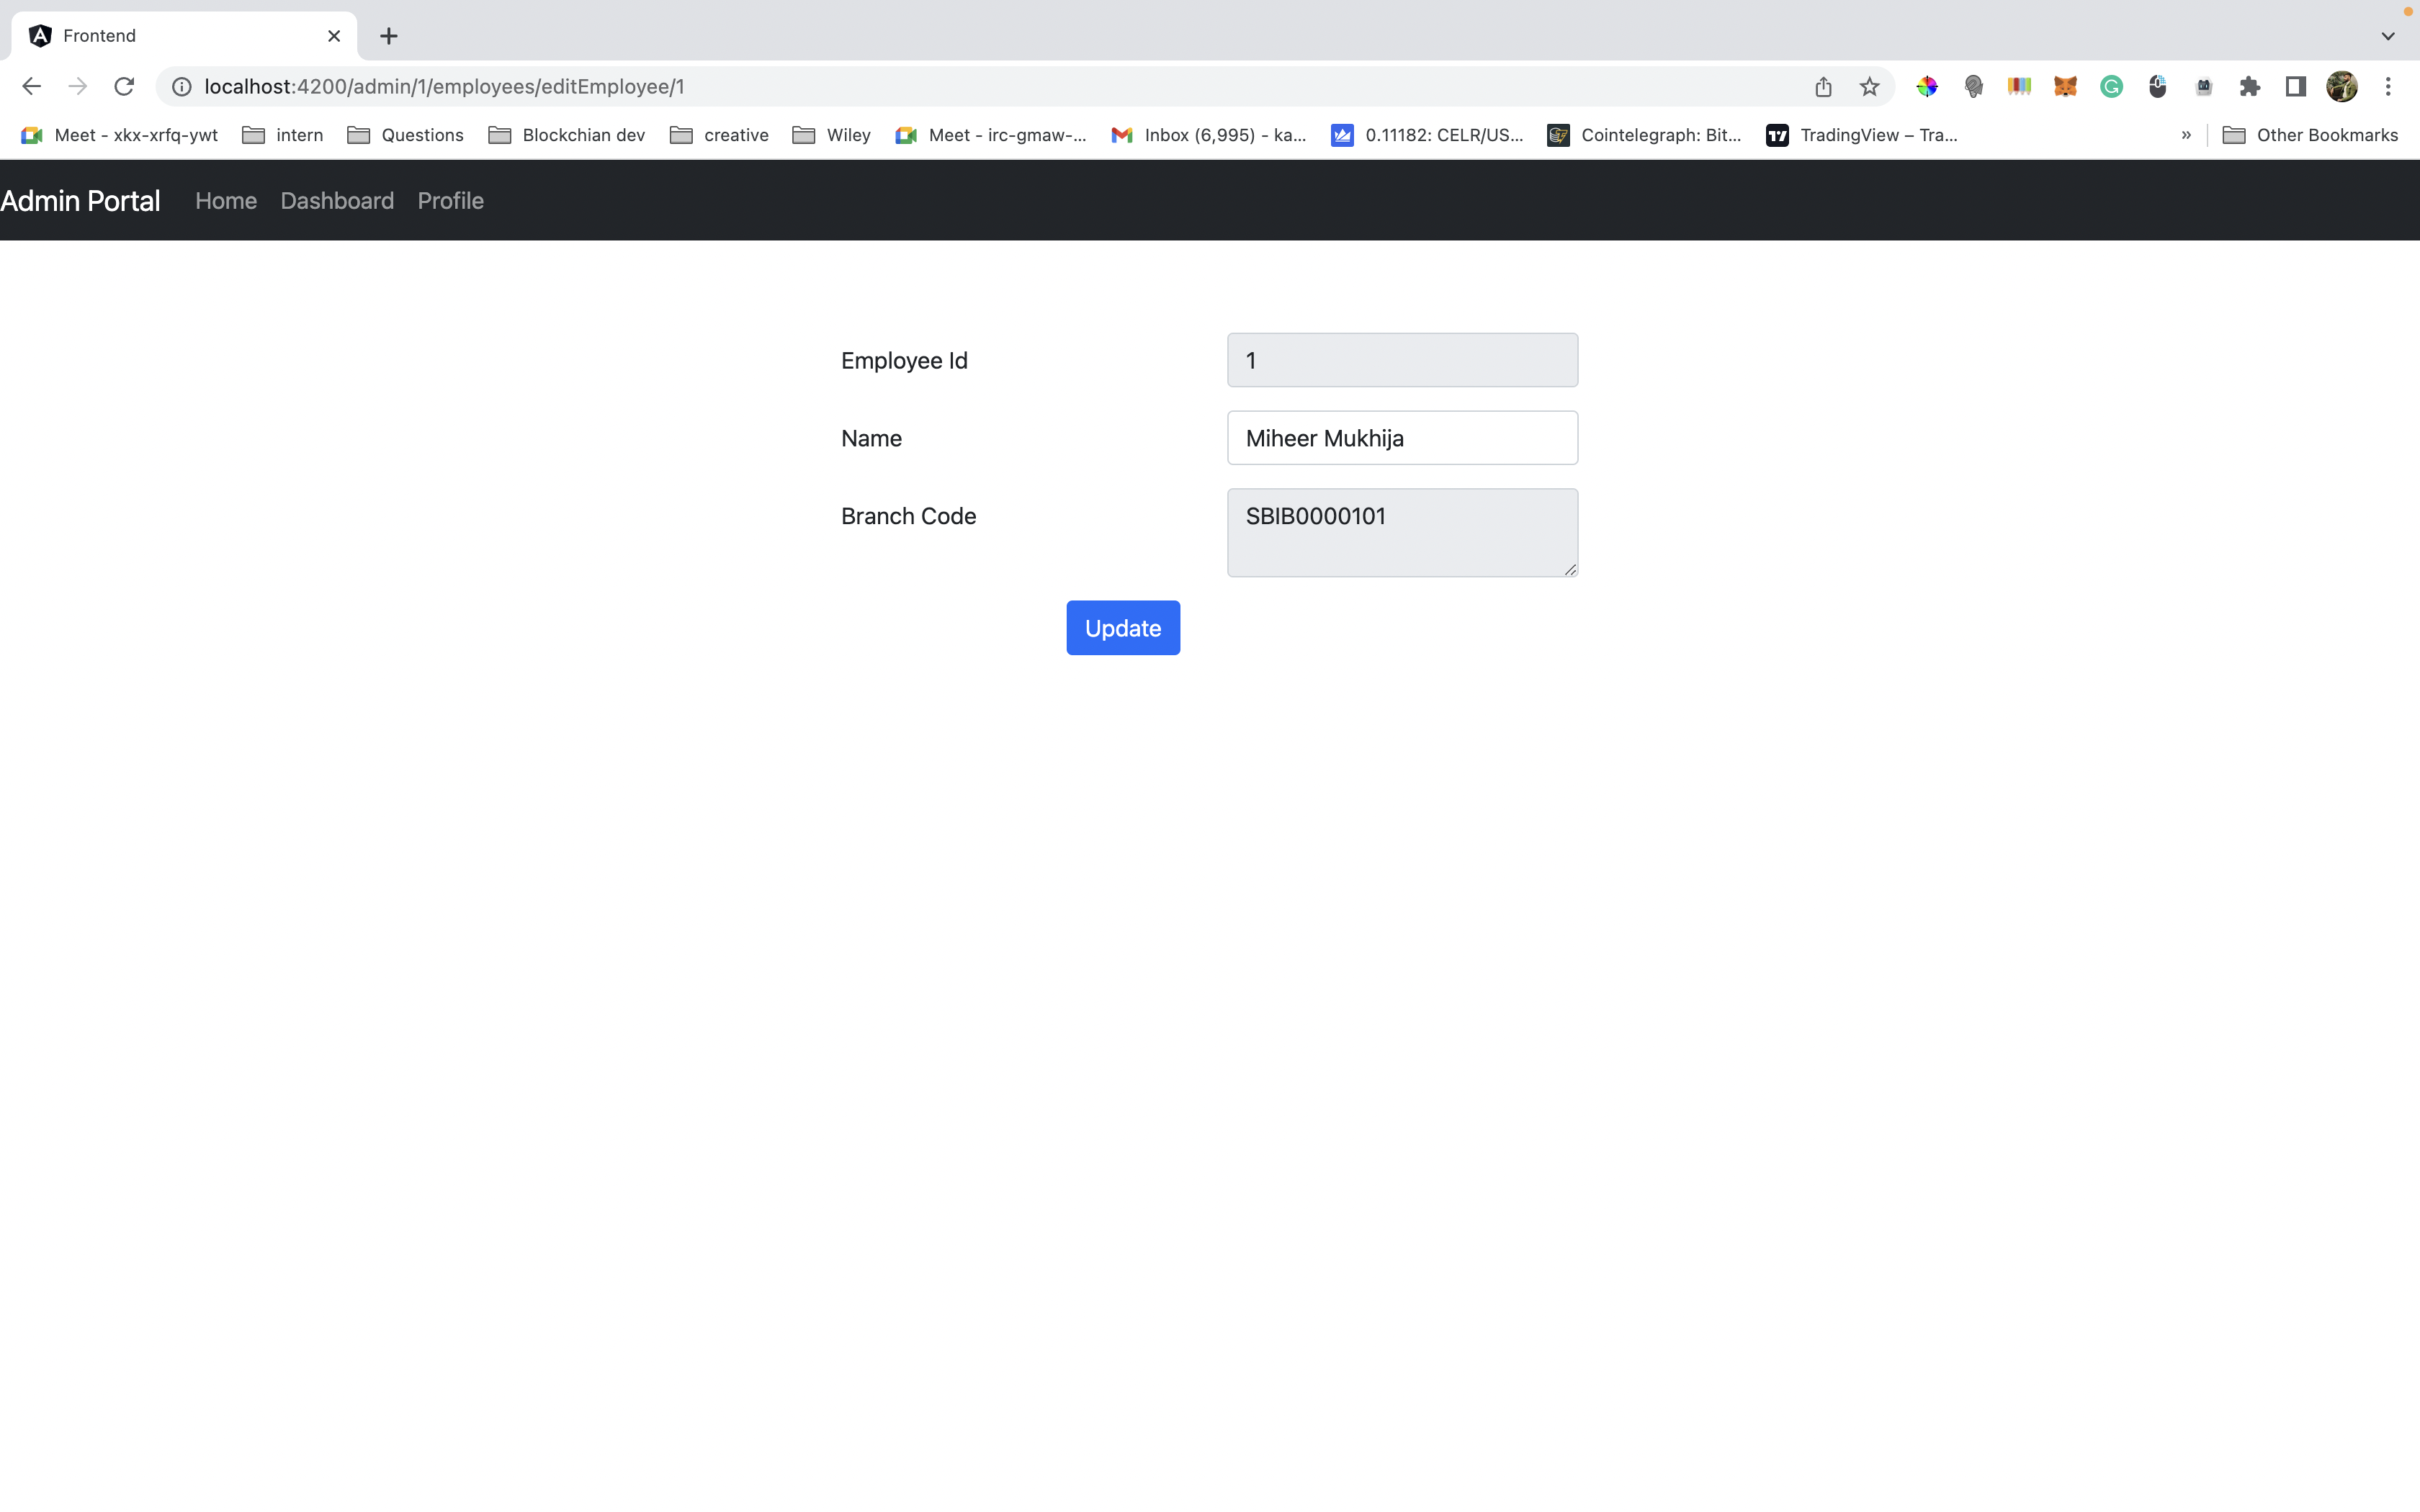 Frontend
localhost:4200/admin/1/employees/editEmployee/1
Meet - xkx-xrfq-ywt intern Questions Blockchian dev creative Wiley Meet - irc-gmaw-... Inbox (6,995) - ka... 0.11182: CELR/US... Cointelegraph: Bit... TradingView – Tra... » Other Bookmarks
Admin Portal Home Dashboard Profile
Employee Id 1
Name Miheer Mukhija
Branch Code SBIB0000101
Update